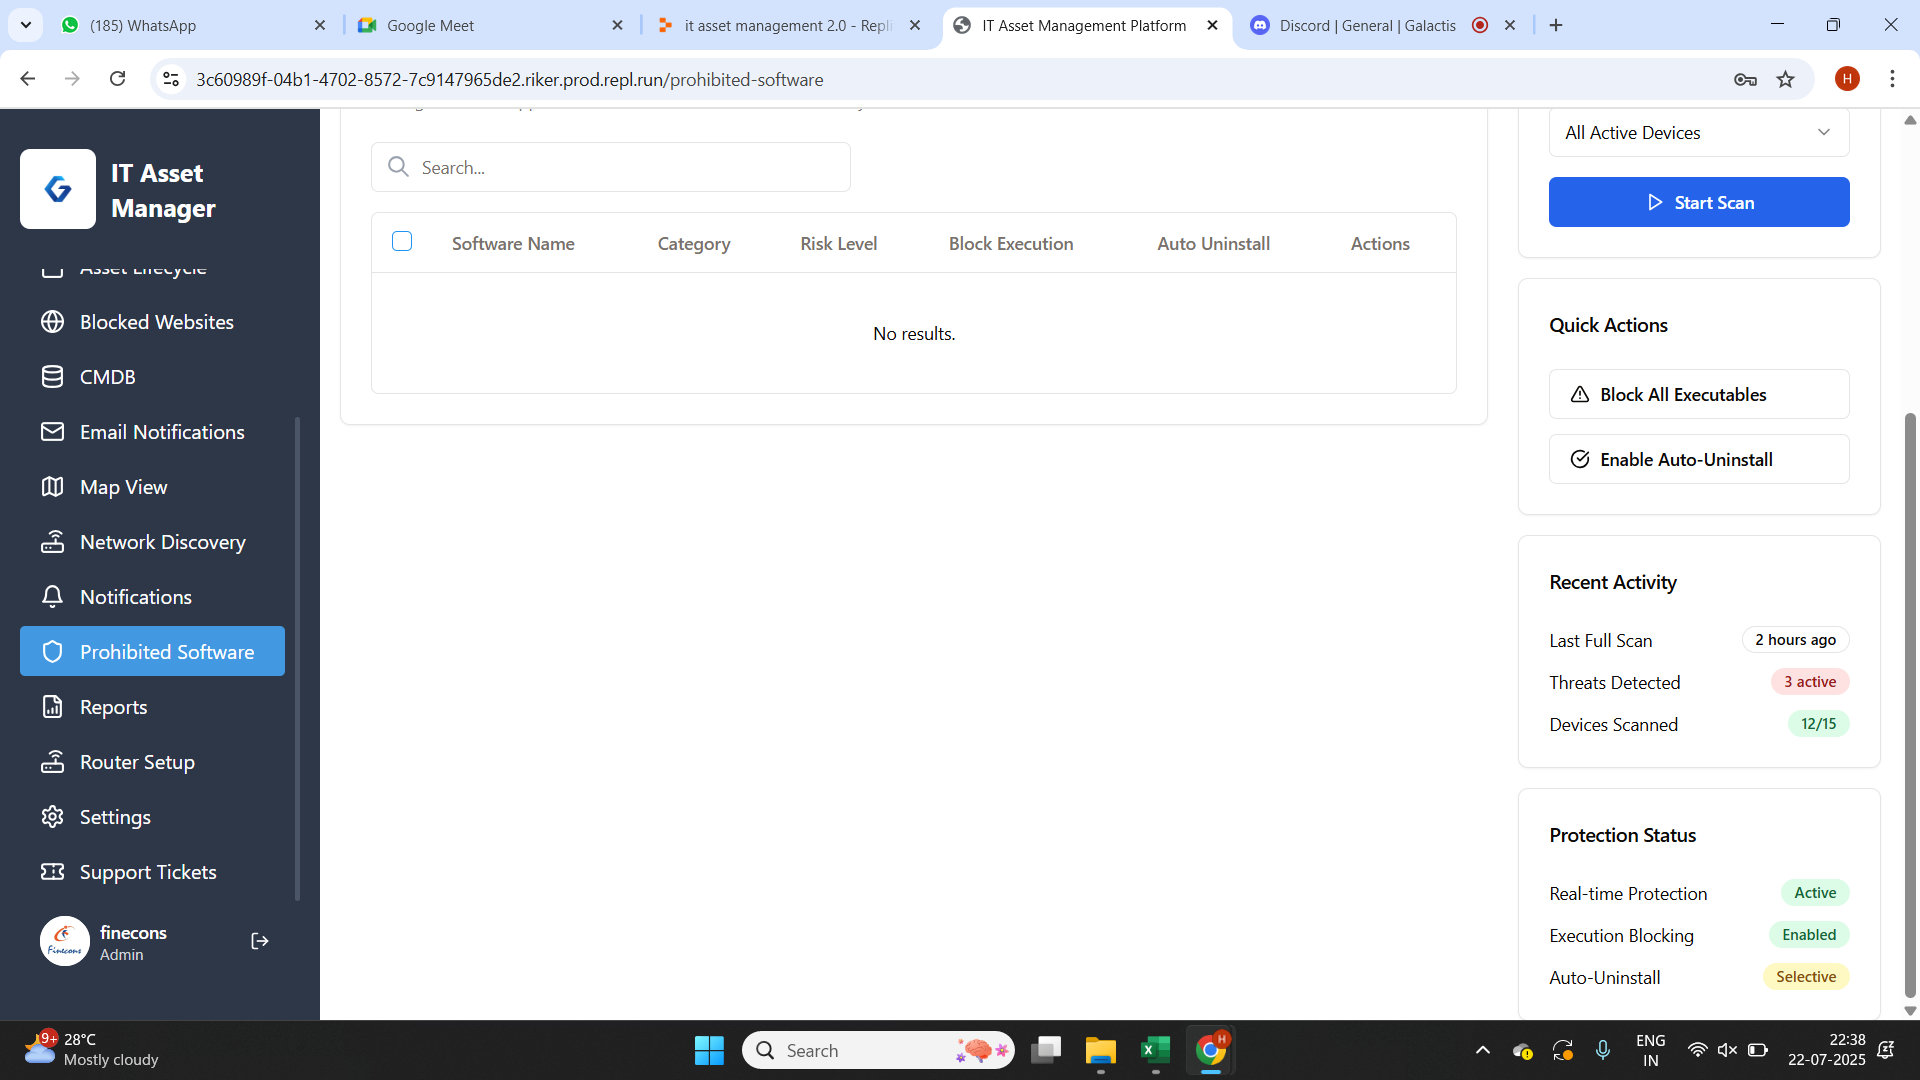 (185) WhatsApp
Google Meet
it asset management 2.0 - Repli
IT Asset Management Platform
Discord | General | Galactis
3c60989f-04b1-4702-8572-7c9147965de2.riker.prod.repl.run/prohibited-software
H
IT Asset
Manager
Asset Lifecycle
Blocked Websites
CMDB
Email Notifications
Map View
Network Discovery
Notifications
Prohibited Software
Reports
Router Setup
Settings
Support Tickets
Finecons
finecons
Admin
Search...
Software Name
Category
Risk Level
Block Execution
Auto Uninstall
Actions
No results.
All Active Devices
Start Scan
Quick Actions
Block All Executables
Enable Auto-Uninstall
Recent Activity
Last Full Scan
2 hours ago
Threats Detected
3 active
Devices Scanned
12/15
Protection Status
Real-time Protection
Active
Execution Blocking
Enabled
Auto-Uninstall
Selective
9+
28°C
Mostly cloudy
Search
H
ENG
IN
22:38
22-07-2025